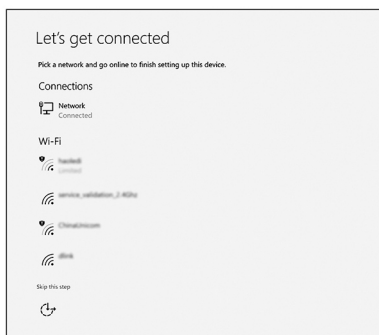 Let's get connected
Pick a network and go online to finish setting up this device.
Connections
Network
Connected
Wi-Fi
Limited
service_validation_2.4Ghz
ChinaUnicom
dlink
Skip this step